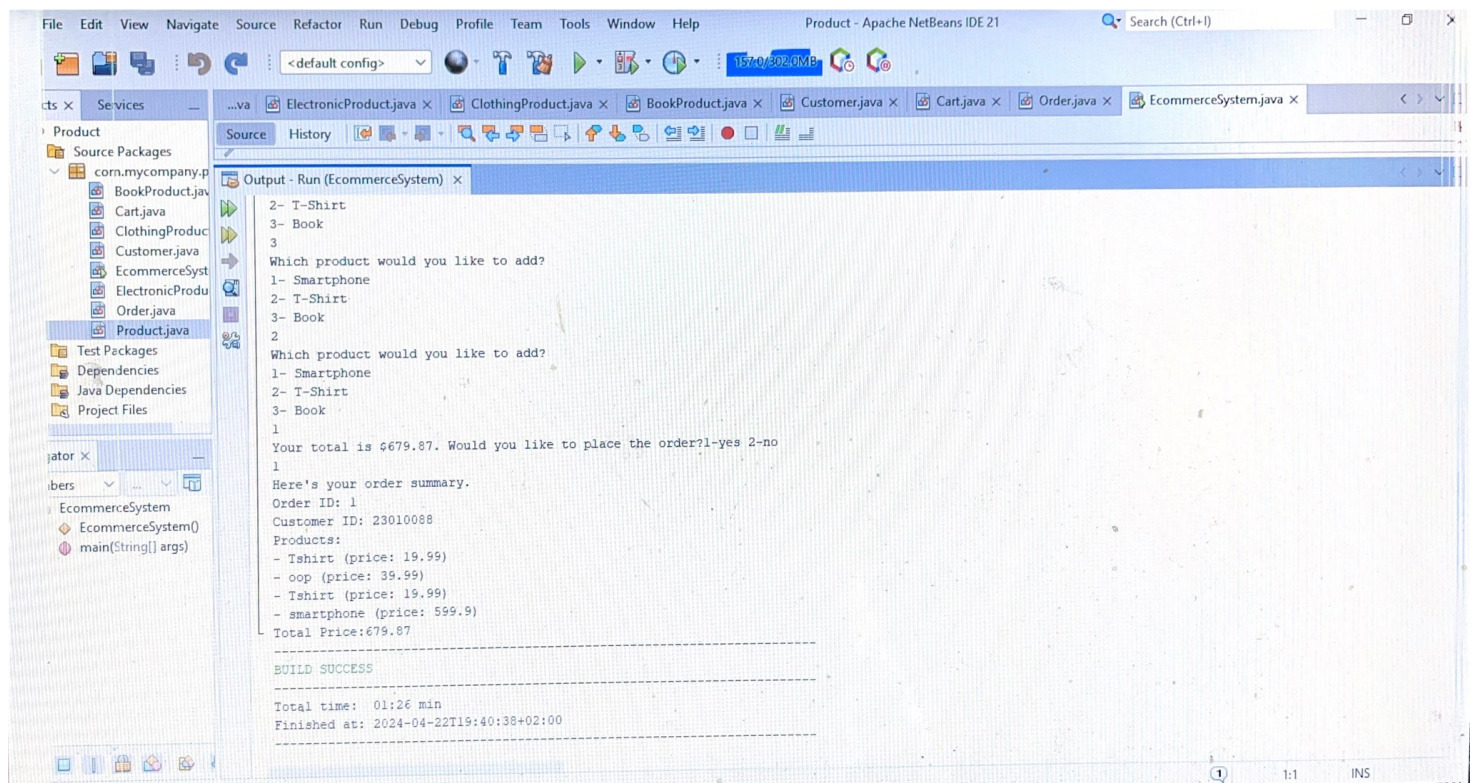 File Edit View Navigate Source Refactor Run Debug Profile Team Tools Window Help Product - Apache NetBeans IDE 21 Search (Ctrl+I)
<default config> 157.0/302.0MB
cts × Services ...va ElectronicProduct.java × ClothingProduct.java × BookProduct.java × Customer.java × Cart.java × Order.java × EcommerceSystem.java ×
Product
Source Packages
com.mycompany.p
BookProduct.jav
Cart.java
ClothingProduc
Customer.java
EcommerceSyst
ElectronicProdu
Order.java
Product.java
Test Packages
Dependencies
Java Dependencies
Project Files
gator ×
bers ...
EcommerceSystem
EcommerceSystem()
main(String[] args)
Source History
Output - Run (EcommerceSystem) ×
2- T-Shirt
3- Book
3
Which product would you like to add?
1- Smartphone
2- T-Shirt
3- Book
2
Which product would you like to add?
1- Smartphone
2- T-Shirt
3- Book
1
Your total is $679.87. Would you like to place the order?1-yes 2-no
1
Here's your order summary.
Order ID: 1
Customer ID: 23010088
Products:
- Tshirt (price: 19.99)
- oop (price: 39.99)
- Tshirt (price: 19.99)
- smartphone (price: 599.9)
Total Price:679.87
------------------------------------------------------------------------
BUILD SUCCESS
------------------------------------------------------------------------
Total time: 01:26 min
Finished at: 2024-04-22T19:40:38+02:00
------------------------------------------------------------------------
1 1:1 INS